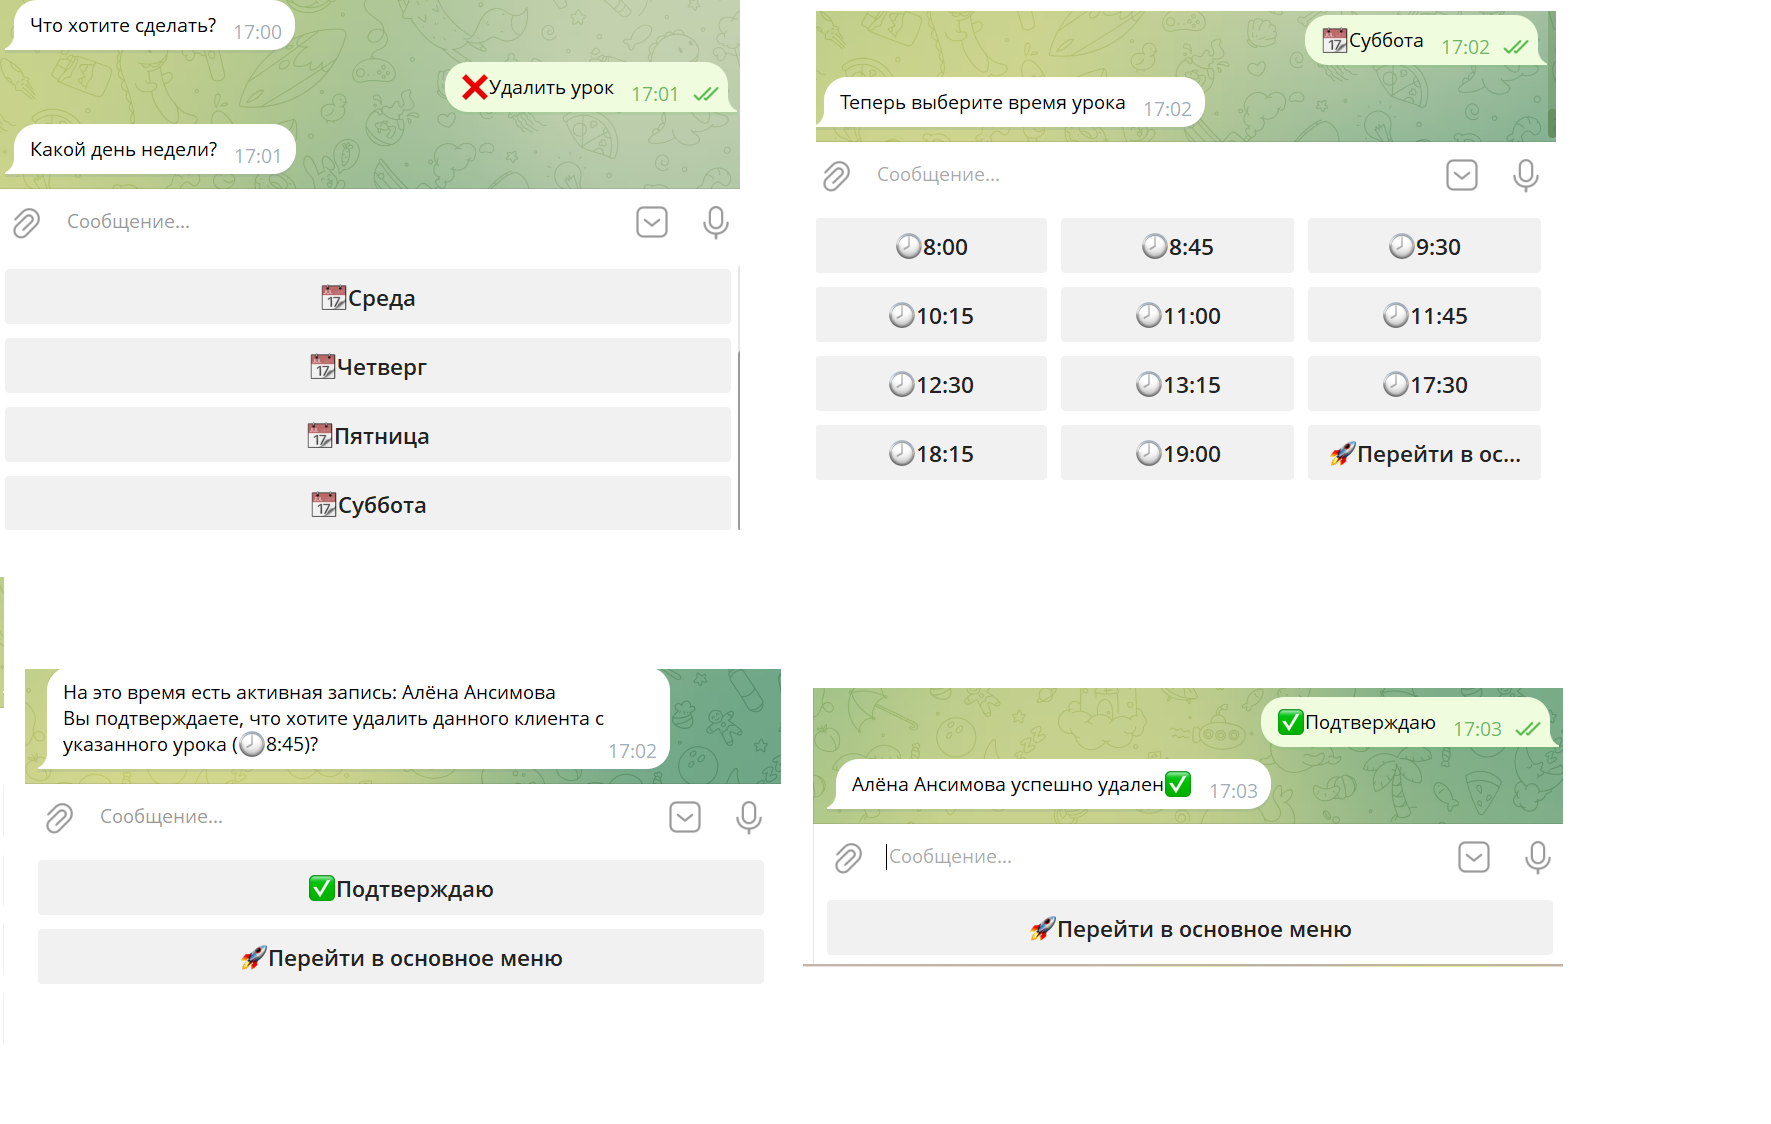 Что хотите сделать? 17:00
❌Удалить урок 17:01
Какой день недели? 17:01
Сообщение...
📆Среда
📆Четверг
📆Пятница
📆Суббота
📆Суббота 17:02
Теперь выберите время урока 17:02
Сообщение...
🕗8:00 🕗8:45 🕗9:30
🕗10:15 🕗11:00 🕗11:45
🕗12:30 🕗13:15 🕗17:30
🕗18:15 🕗19:00 🚀Перейти в ос...
На это время есть активная запись: Алёна Ансимова
Вы подтверждаете, что хотите удалить данного клиента с
указанного урока (🕗8:45)? 17:02
Сообщение...
✅Подтверждаю
🚀Перейти в основное меню
✅Подтверждаю 17:03
Алёна Ансимова успешно удален✅ 17:03
Сообщение...
🚀Перейти в основное меню